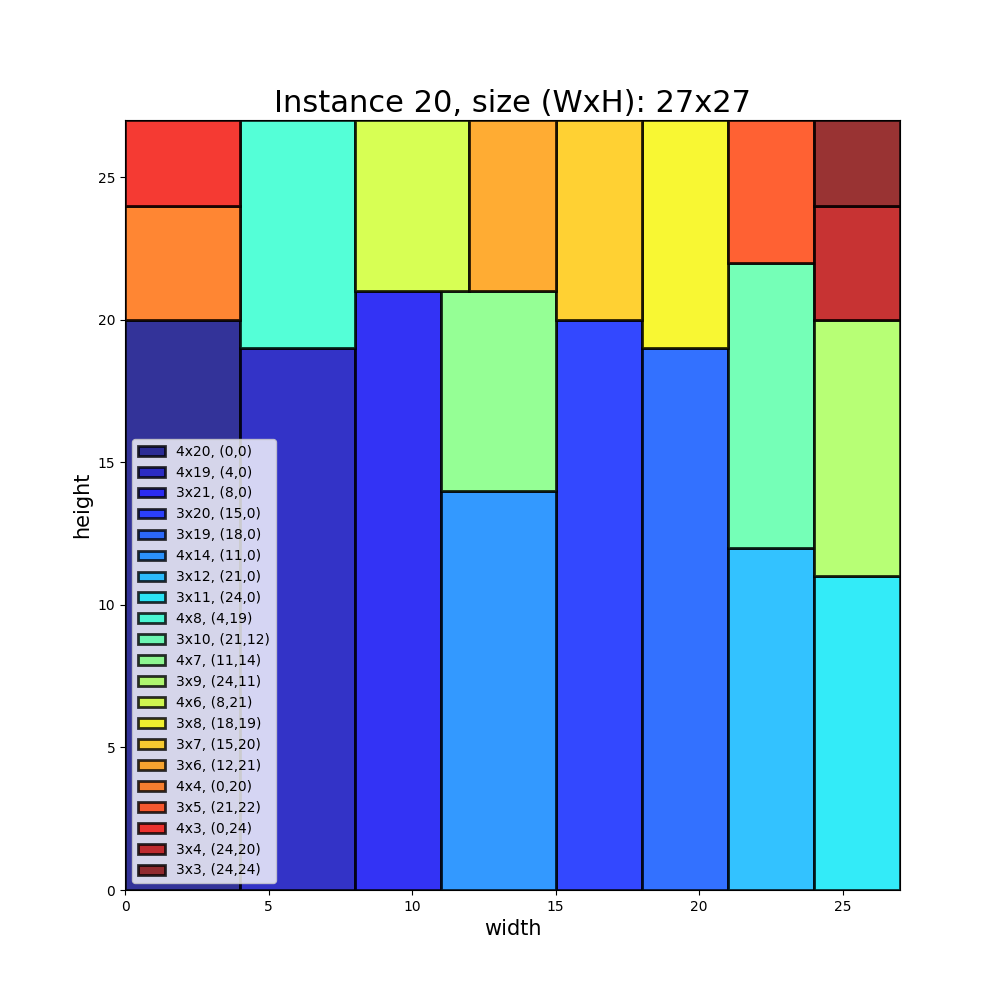 Instance 20, size (WxH): 27x27
25
20
15
10
5
0
height
4x20, (0,0)
4x19, (4,0)
3x21, (8,0)
3x20, (15,0)
3x19, (18,0)
4x14, (11,0)
3x12, (21,0)
3x11, (24,0)
4x8, (4,19)
3x10, (21,12)
4x7, (11,14)
3x9, (24,11)
4x6, (8,21)
3x8, (18,19)
3x7, (15,20)
3x6, (12,21)
4x4, (0,20)
3x5, (21,22)
4x3, (0,24)
3x4, (24,20)
3x3, (24,24)
0 5 10 15 20 25
width